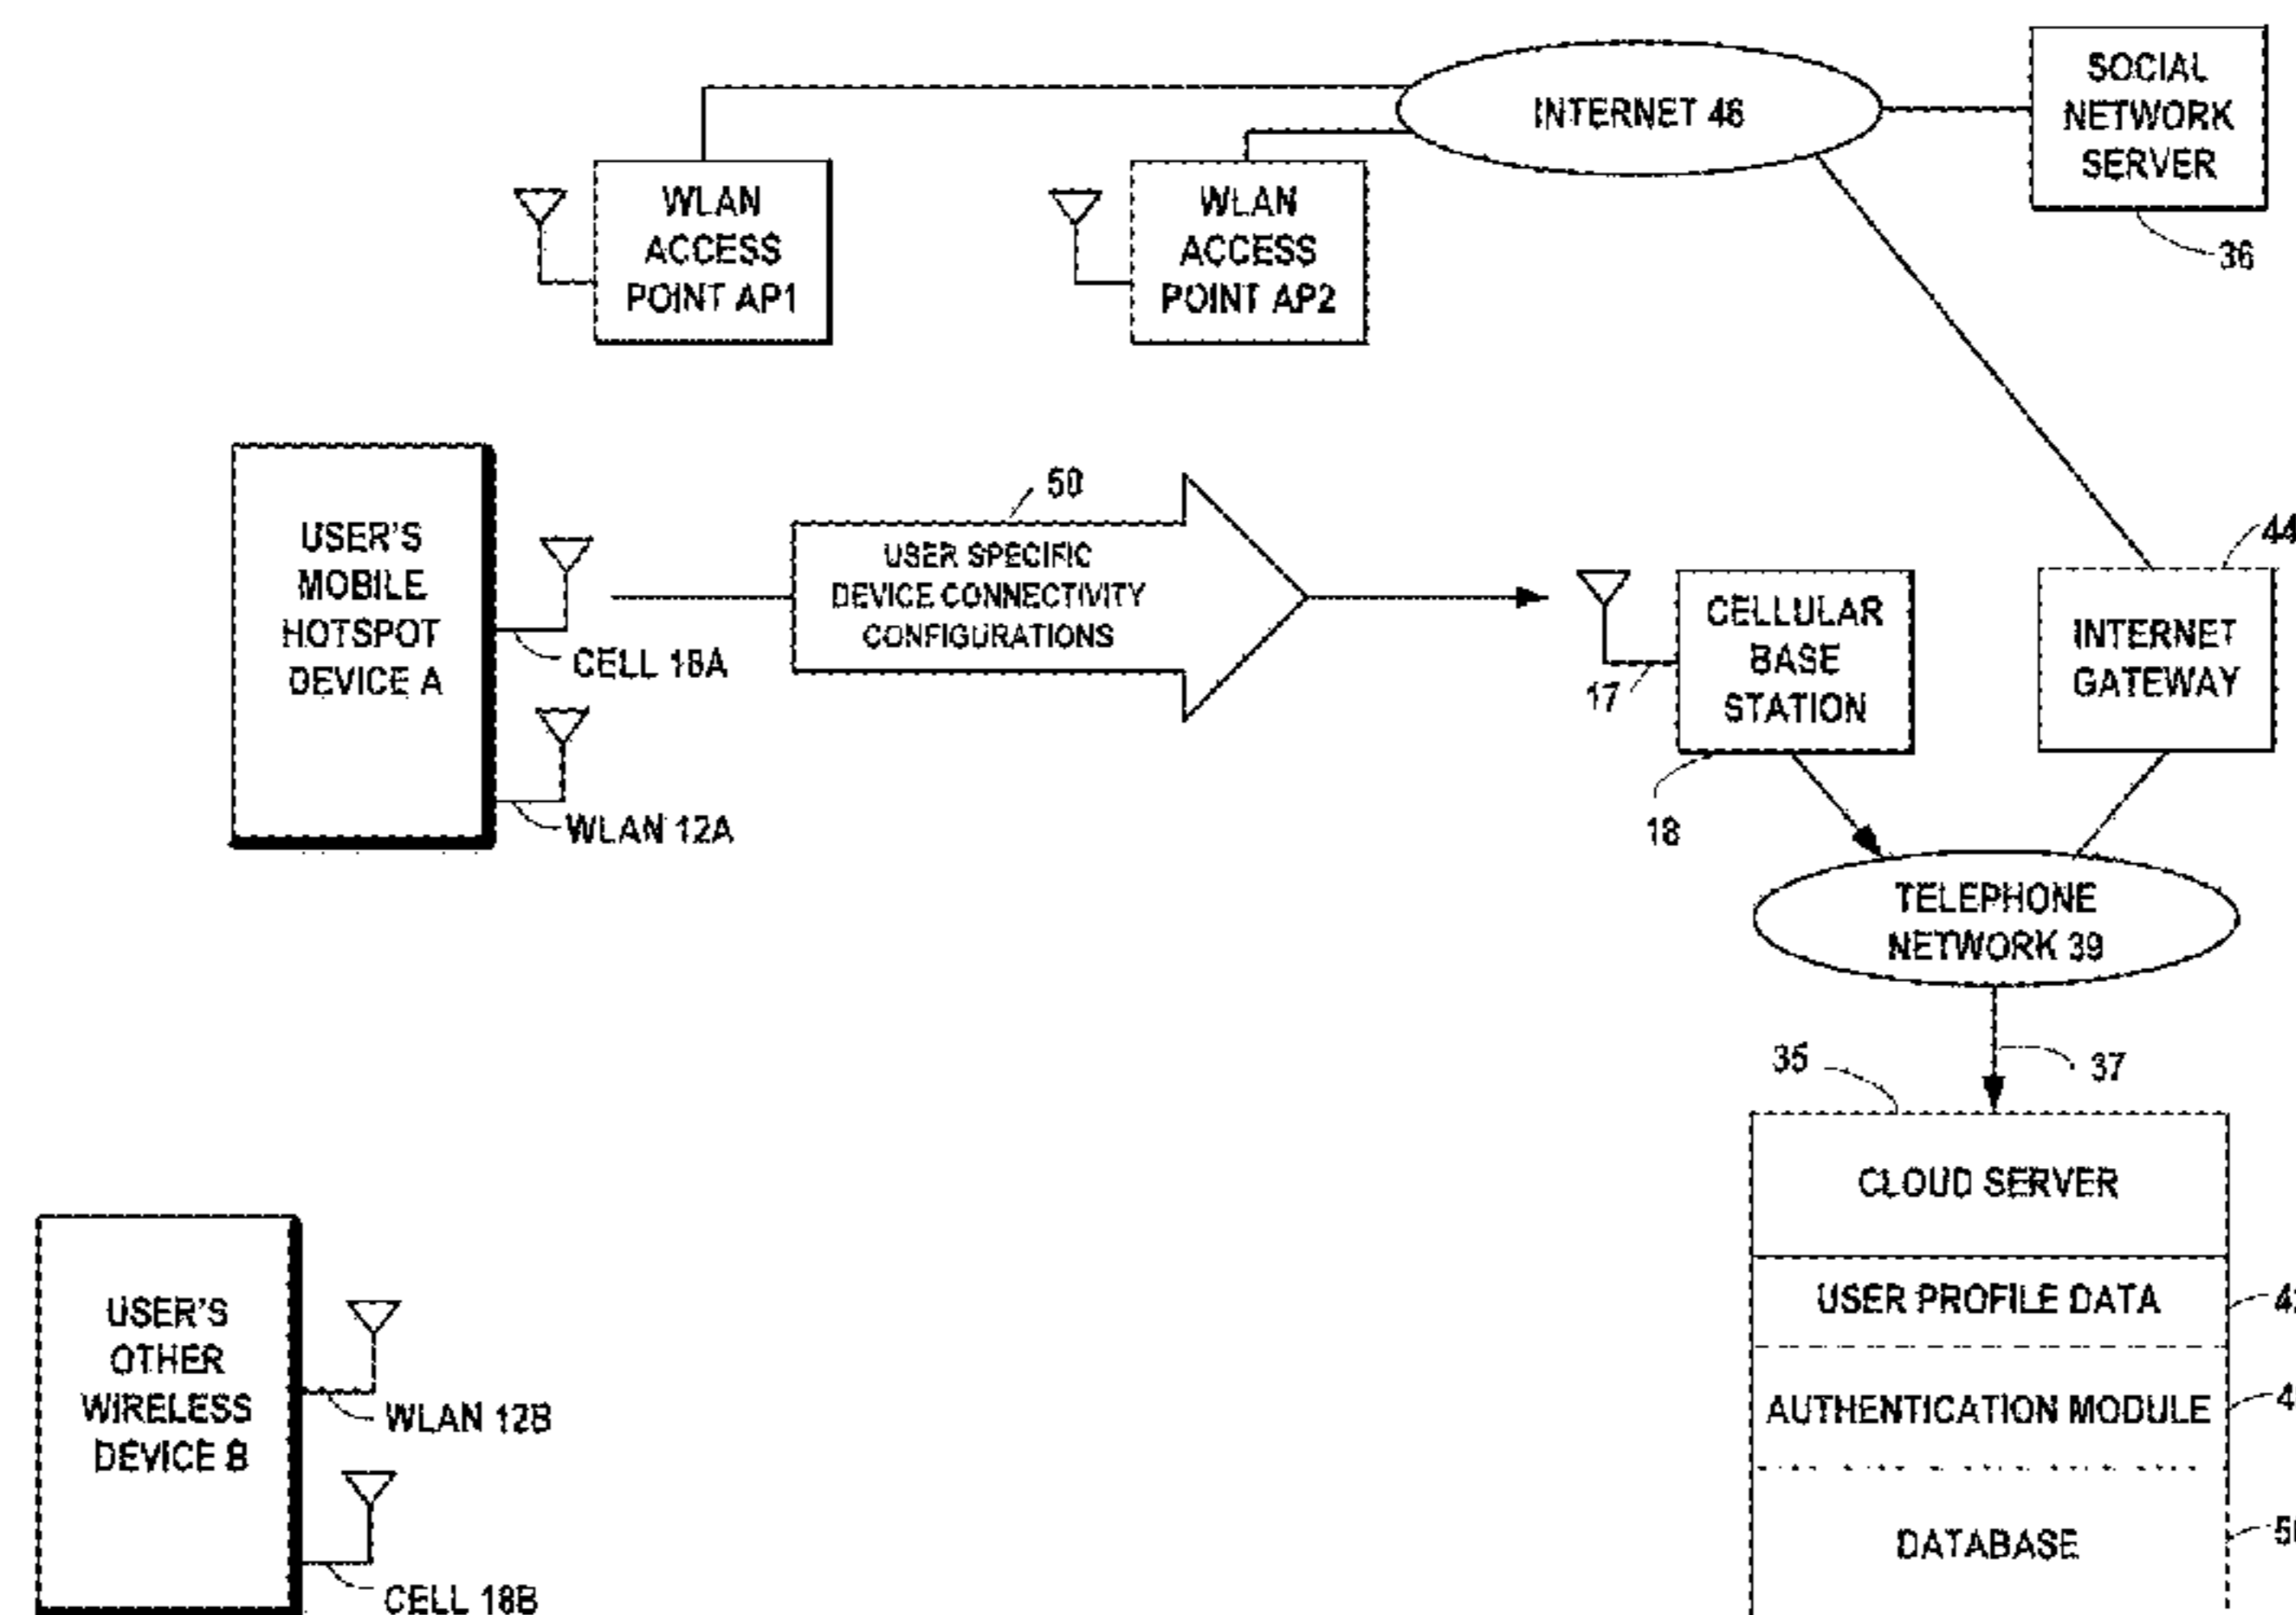 SOCIAL
NETWORK
SERVER
36
INTERNET 46
WLAN
ACCESS
POINT AP1
WLAN
ACCESS
POINT AP2
USER'S
MOBILE
HOTSPOT
DEVICE A
CELL 18A
WLAN 12A
50
USER SPECIFIC
DEVICE CONNECTIVITY
CONFIGURATIONS
17
CELLULAR
BASE
STATION
18
44
INTERNET
GATEWAY
TELEPHONE
NETWORK 39
37
35
CLOUD SERVER
USER PROFILE DATA
AUTHENTICATION MODULE
DATABASE
USER'S
OTHER
WIRELESS
DEVICE B
WLAN 12B
CELL 18B